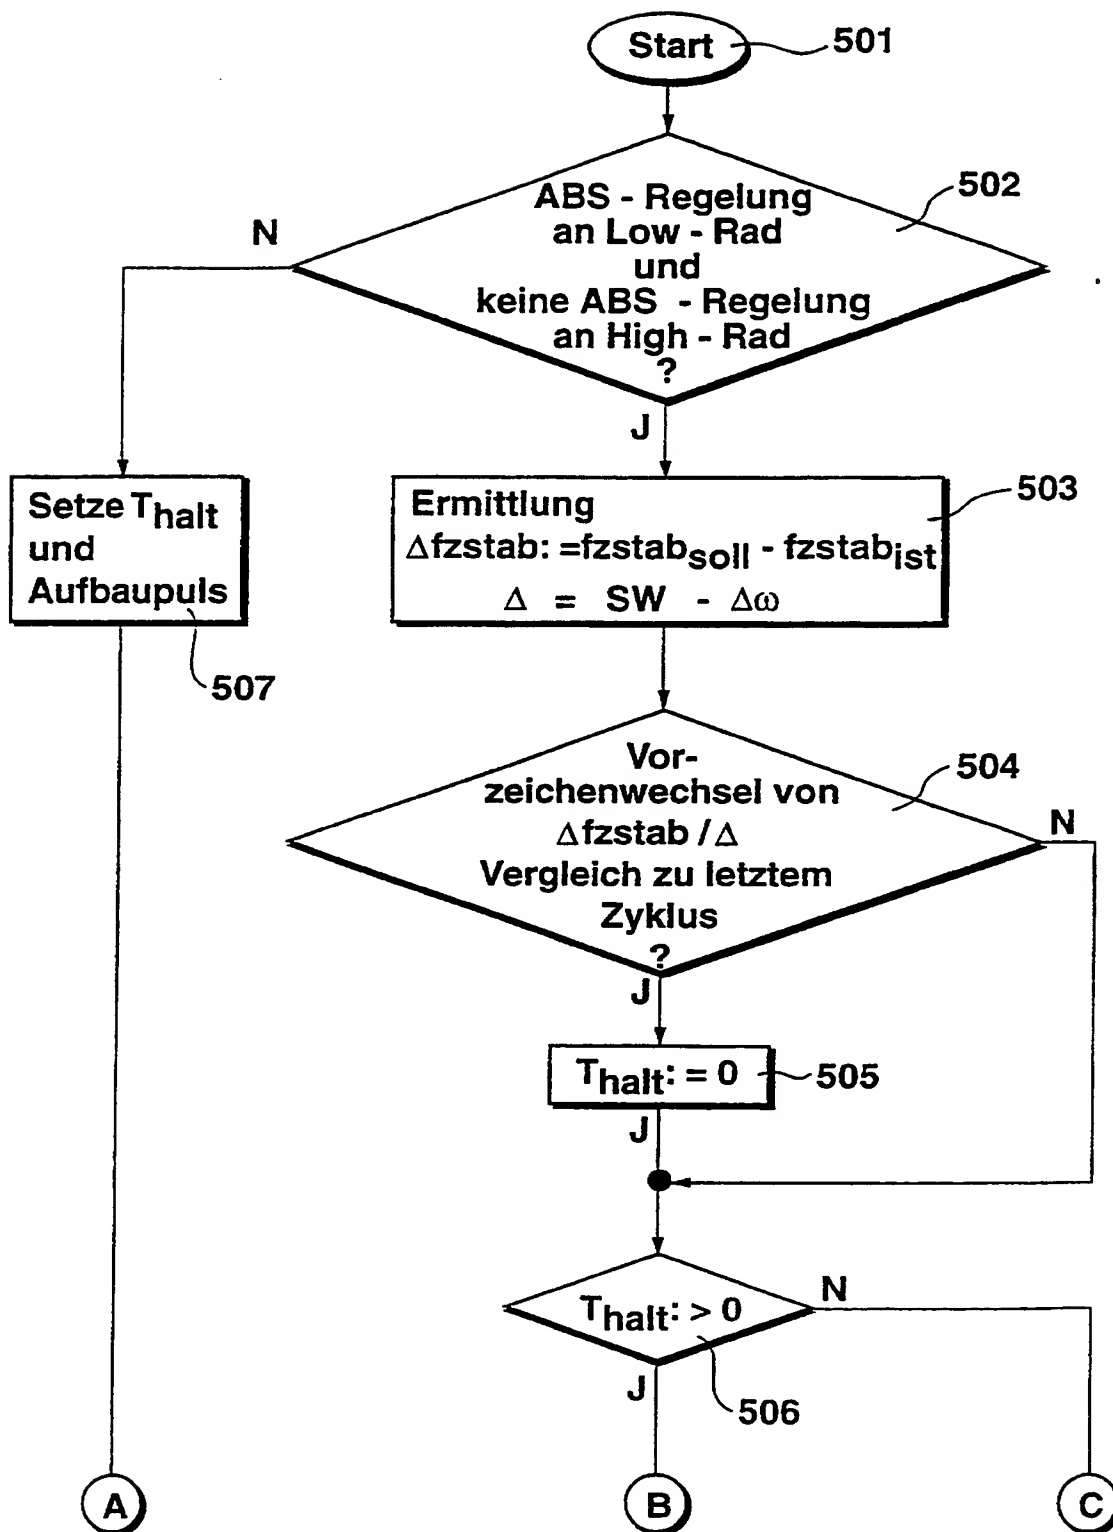 Start
501
ABS - Regelung
an Low - Rad
und
keine ABS - Regelung
an High - Rad
?
502
N
J
Setze Thalt
und
Aufbaupuls
507
Ermittlung
Δfzstab: =fzstabsoll - fzstabist
Δ = SW - Δω
503
Vor-
zeichenwechsel von
Δfzstab / Δ
Vergleich zu letztem
Zyklus
?
504
N
J
Thalt: = 0
505
J
Thalt: > 0
N
J
506
A
B
C